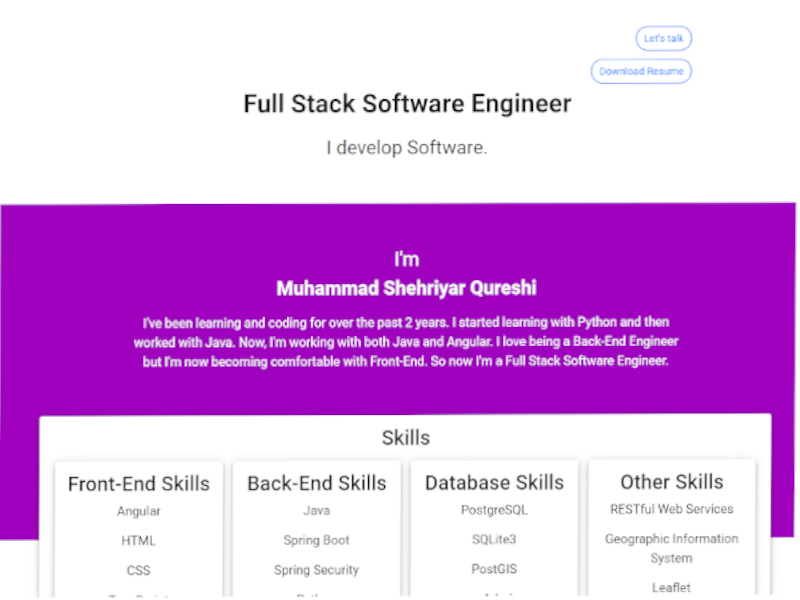 Let's talk
Download Resume
Full Stack Software Engineer
I develop Software.
I'm
Muhammad Shehriyar Qureshi
I've been learning and coding for over the past 2 years. I started learning with Python and then
worked with Java. Now, I'm working with both Java and Angular. I love being a Back-End Engineer
but I'm now becoming comfortable with Front-End. So now I'm a Full Stack Software Engineer.
Skills
Front-End Skills
Angular
HTML
CSS
Back-End Skills
Java
Spring Boot
Spring Security
Database Skills
PostgreSQL
SQLite3
PostGIS
Other Skills
RESTful Web Services
Geographic Information
System
Leaflet